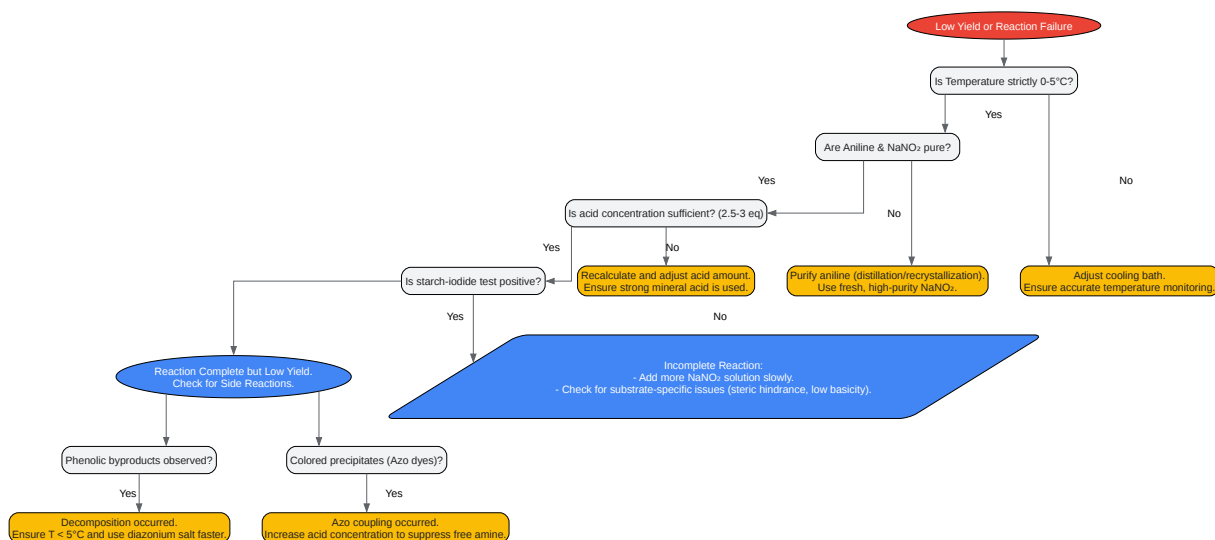 Low Yield or Reaction Failure
Is Temperature strictly 0-5°C?
Yes
Are Aniline & NaNO₂ pure?
Yes
No
Is acid concentration sufficient? (2.5-3 eq)
No
Yes
No
Is starch-iodide test positive?
Recalculate and adjust acid amount.
Ensure strong mineral acid is used.
Purify aniline (distillation/recrystallization).
Use fresh, high-purity NaNO₂.
Adjust cooling bath.
Ensure accurate temperature monitoring.
Yes
No
Reaction Complete but Low Yield.
Check for Side Reactions.
Incomplete Reaction:
- Add more NaNO₂ solution slowly.
- Check for substrate-specific issues (steric hindrance, low basicity).
Phenolic byproducts observed?
Colored precipitates (Azo dyes)?
Yes
Yes
Decomposition occurred.
Ensure T < 5°C and use diazonium salt faster.
Azo coupling occurred.
Increase acid concentration to suppress free amine.